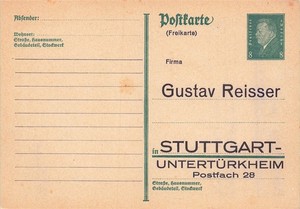 Absender:
Wohnort:
Straße, Hausnummer,
Gebäudeteil, Stockwerk
Postkarte
(Freikarte)
Firma
Gustav Reisser
in STUTTGART-
UNTERTÜRKHEIM
Postfach 28
Straße, Hausnummer,
Gebäudeteil, Stockwerk